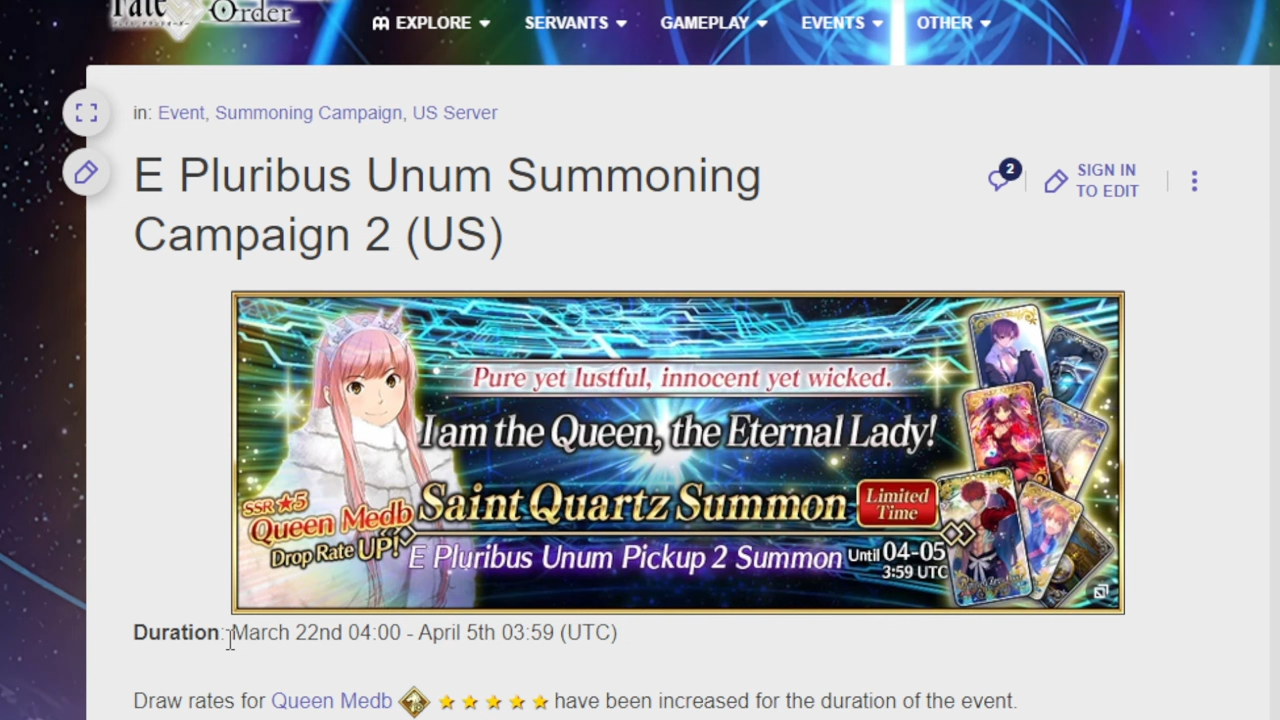 Fate
Order
EXPLORE SERVANTS GAMEPLAY EVENTS OTHER
in: Event, Summoning Campaign, US Server
E Pluribus Unum Summoning
Campaign 2 (US)
2
SIGN IN
TO EDIT
Pure yet lustful, innocent yet wicked.
I am the Queen, the Eternal Lady!
SSR ★5
Queen Medb
Drop Rate UP!
Saint Quartz Summon
Limited
Time
E Pluribus Unum Pickup 2 Summon
Until 04-05
3:59 UTC
Duration: March 22nd 04:00 - April 5th 03:59 (UTC)
Draw rates for Queen Medb ★ ★ ★ ★ ★ have been increased for the duration of the event.